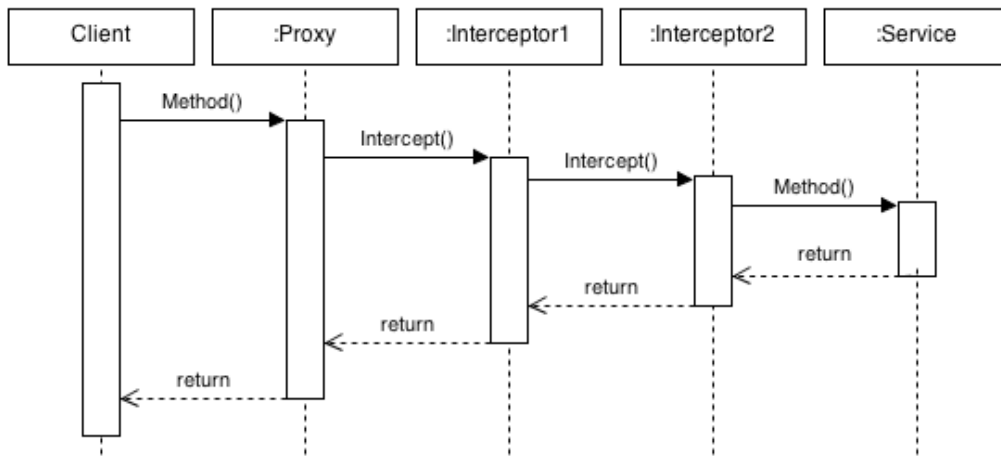 Client
:Proxy
:Interceptor1
:Interceptor2
:Service
Method()
Intercept()
Intercept()
Method()
return
return
return
return